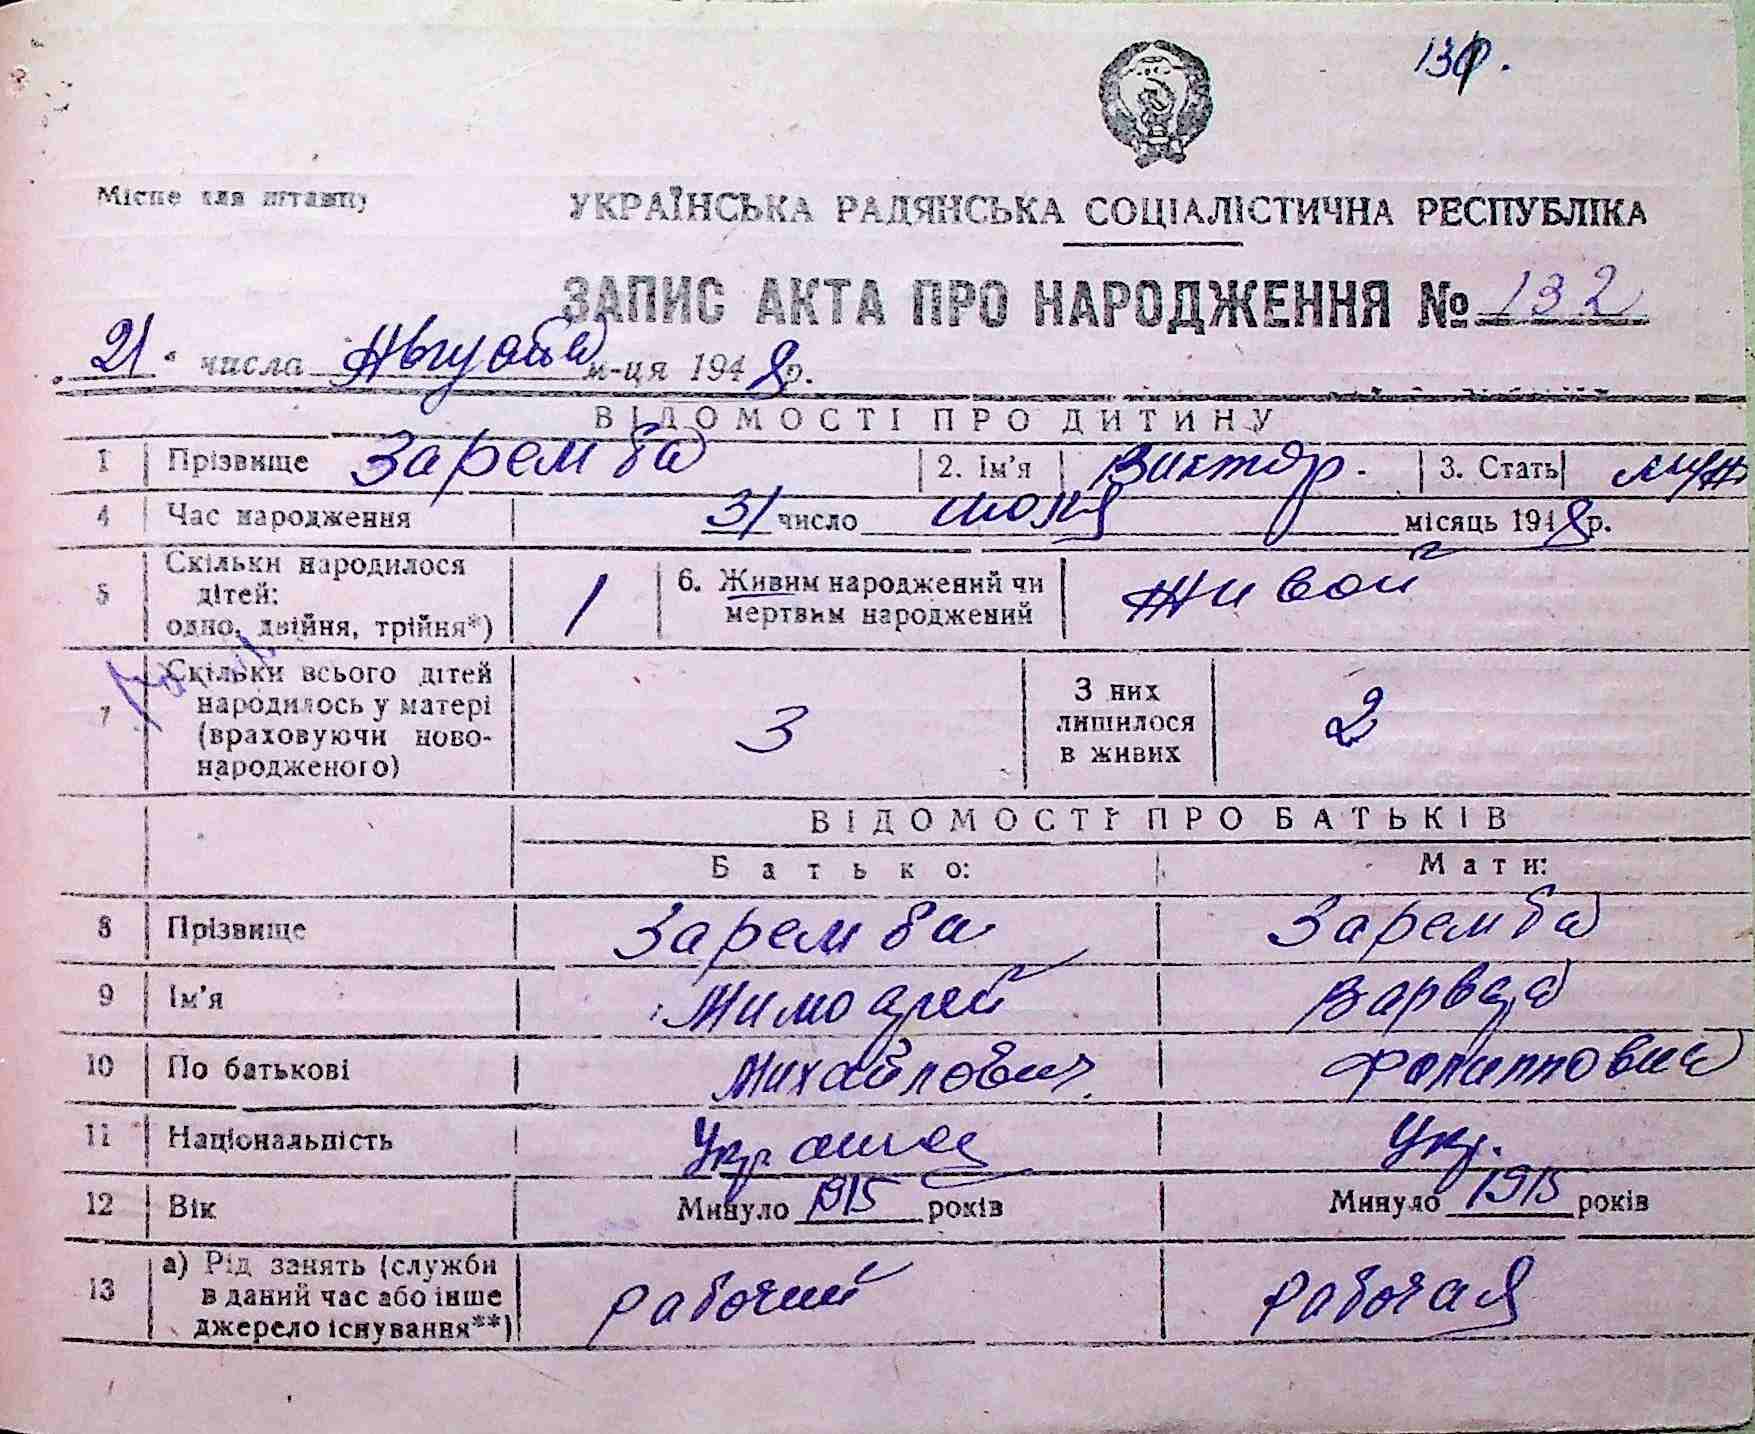 Місце для штампу
УКРАЇНСЬКА РАДЯНСЬКА СОЦІАЛІСТИЧНА РЕСПУБЛІКА
ЗАПИС АКТА ПРО НАРОДЖЕННЯ № 132
„21“ числа Августа м-ця 1948 р.
ВІДОМОСТІ ПРО ДИТИНУ
1 Прізвище Заремба 2. Ім'я Виктор. 3. Стать муж
4 Час народження 31 число июля місяць 1948 р.
5 Скільки народилося дітей: одно, двійня, трійня*) 1 6. Живим народжений чи мертвим народжений живой
7 Скільки всього дітей народилось у матері (враховуючи новонародженого) 3 З них лишилося в живих 2
ВІДОМОСТІ ПРО БАТЬКІВ
Батько: Мати:
8 Прізвище Заремба Заремба
9 Ім'я Тимофей Варвара
10 По батькові Михайлович Филипповна
11 Національність Украинец Укр.
12 Вік Минуло 1915 років Минуло 1915 років
13 а) Рід занять (служби в даний час або інше джерело існування**) рабочий рабочая